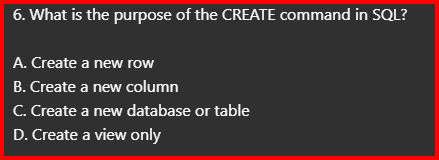 6. What is the purpose of the CREATE command in SQL?
A. Create a new row
B. Create a new column
C. Create a new database or table
D. Create a view only